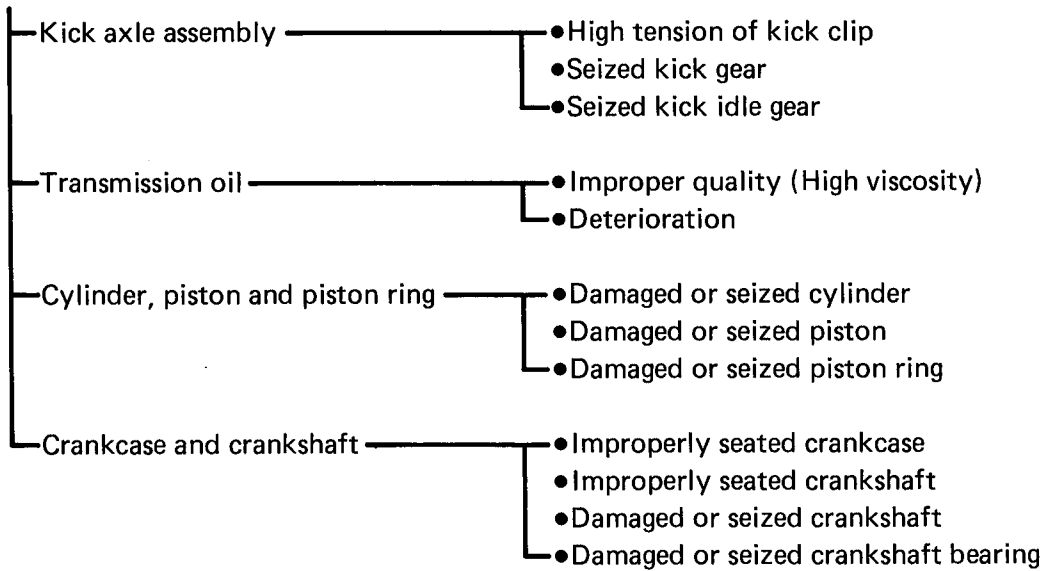 Kick axle assembly
•High tension of kick clip
•Seized kick gear
•Seized kick idle gear
Transmission oil
•Improper quality (High viscosity)
•Deterioration
Cylinder, piston and piston ring
•Damaged or seized cylinder
•Damaged or seized piston
•Damaged or seized piston ring
Crankcase and crankshaft
•Improperly seated crankcase
•Improperly seated crankshaft
•Damaged or seized crankshaft
•Damaged or seized crankshaft bearing